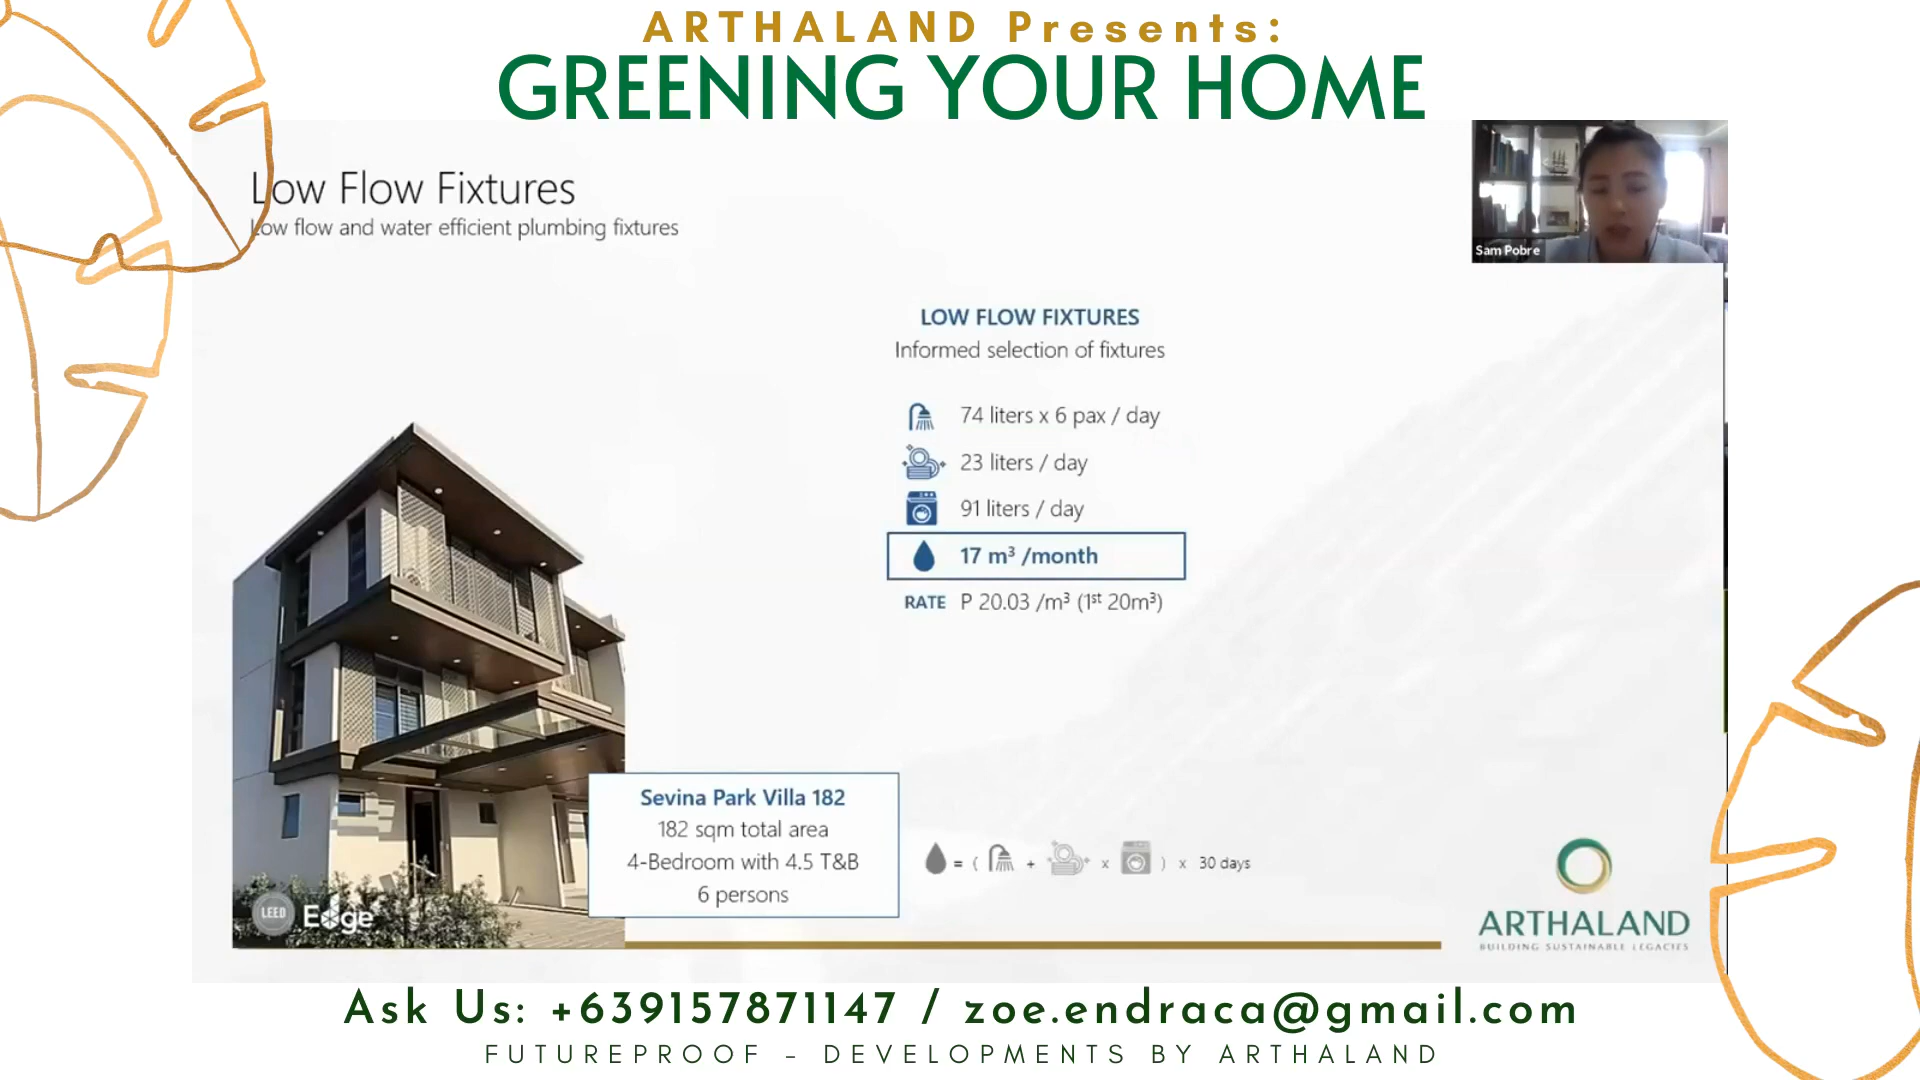 ARTHALAND Presents:
GREENING YOUR HOME
Low Flow Fixtures
Low flow and water efficient plumbing fixtures
Sam Pobre
LOW FLOW FIXTURES
Informed selection of fixtures
74 liters x 6 pax / day
23 liters / day
91 liters / day
17 m³ /month
RATE P 20.03 /m³ (1st 20m³)
Sevina Park Villa 182
182 sqm total area
4-Bedroom with 4.5 T&B
6 persons
= ( + x ) x 30 days
LEED Edge
ARTHALAND
BUILDING SUSTAINABLE LEGACIES
Ask Us: +639157871147 / zoe.endraca@gmail.com
FUTUREPROOF – DEVELOPMENTS BY ARTHALAND